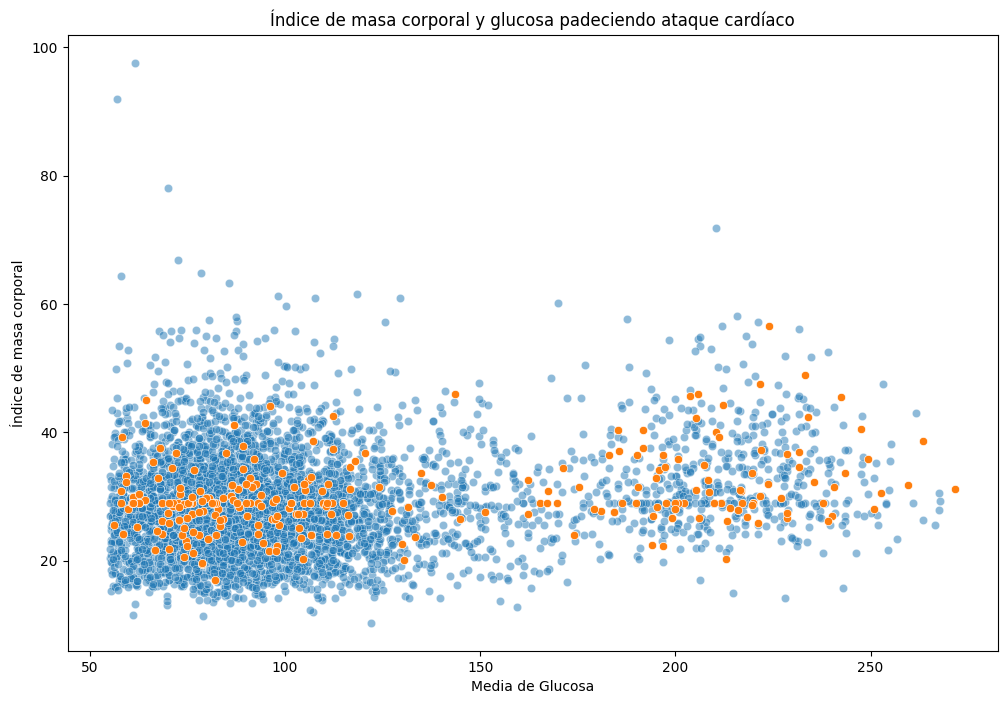 Índice de masa corporal y glucosa padeciendo ataque cardíaco
100
80
60
40
20
Índice de masa corporal
50 100 150 200 250
Media de Glucosa